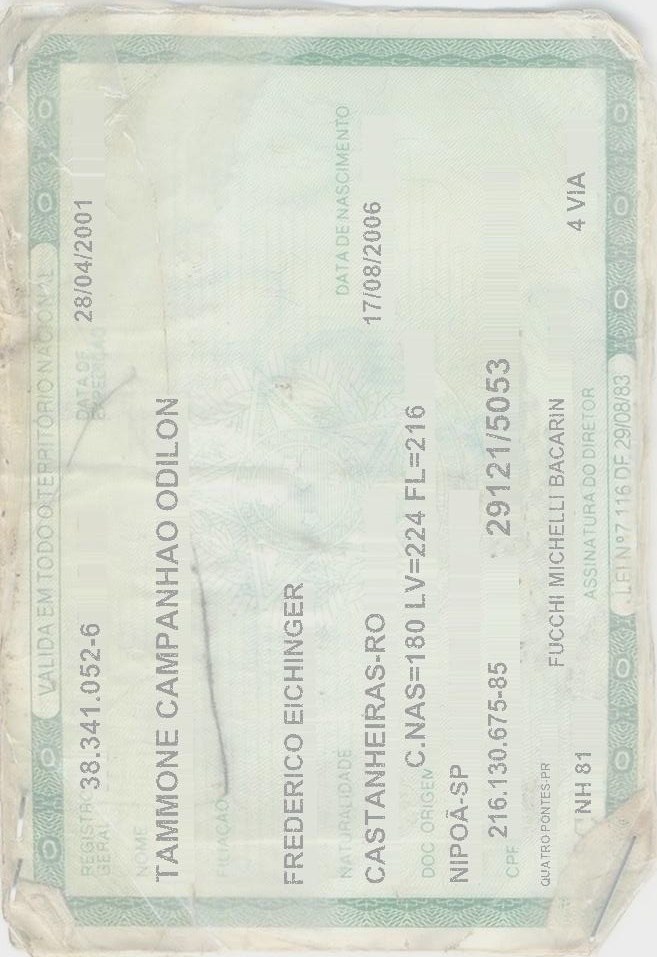 VÁLIDA EM TODO O TERRITÓRIO NACIONAL
REGISTRO GERAL 38.341.052-6 DATA DE EXPEDIÇÃO 28/04/2001
NOME
TAMMONE CAMPANHAO ODILON
FILIAÇÃO
FREDERICO EICHINGER
NATURALIDADE DATA DE NASCIMENTO
CASTANHEIRAS-RO 17/08/2006
DOC ORIGEM C.NAS=180 LV=224 FL=216
NIPOÃ-SP
CPF 216.130.675-85 29121/5053
QUATRO PONTES-PR FUCCHI MICHELLI BACARIN 4 VIA
NH 81 ASSINATURA DO DIRETOR
LEI Nº 7.116 DE 29/08/83